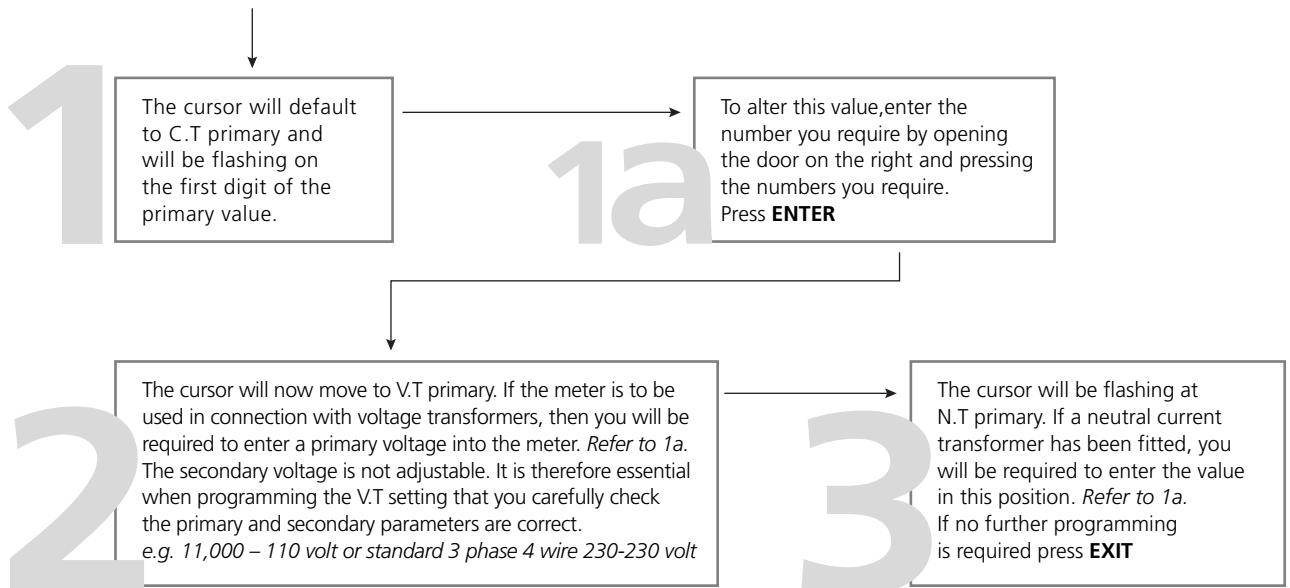 1
The cursor will default
to C.T primary and
will be flashing on
the first digit of the
primary value.
1a
To alter this value,enter the
number you require by opening
the door on the right and pressing
the numbers you require.
Press ENTER
2
The cursor will now move to V.T primary. If the meter is to be
used in connection with voltage transformers, then you will be
required to enter a primary voltage into the meter. Refer to 1a.
The secondary voltage is not adjustable. It is therefore essential
when programming the V.T setting that you carefully check
the primary and secondary parameters are correct.
e.g. 11,000 – 110 volt or standard 3 phase 4 wire 230-230 volt
3
The cursor will be flashing at
N.T primary. If a neutral current
transformer has been fitted, you
will be required to enter the value
in this position. Refer to 1a.
If no further programming
is required press EXIT